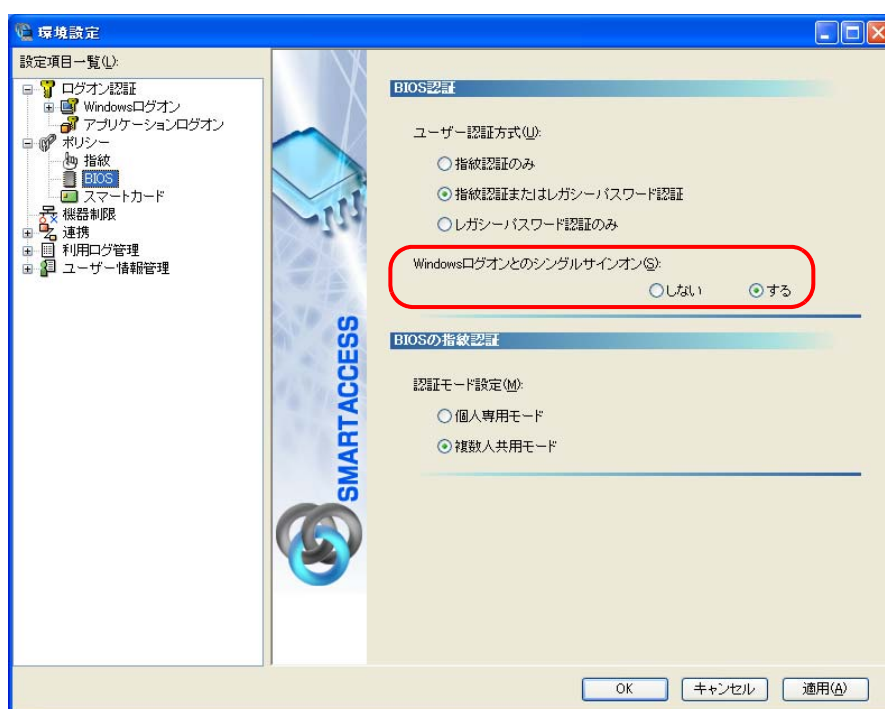 環境設定
設定項目一覧(L):
ログオン認証
Windowsログオン
アプリケーションログオン
ポリシー
指紋
BIOS
スマートカード
機器制限
連携
利用ログ管理
ユーザー情報管理
SMARTACCESS
BIOS認証
ユーザー認証方式(U):
指紋認証のみ
指紋認証またはレガシーパスワード認証
レガシーパスワード認証のみ
Windowsログオンとのシングルサインオン(S):
しない する
BIOSの指紋認証
認証モード設定(M):
個人専用モード
複数人共用モード
OK キャンセル 適用(A)